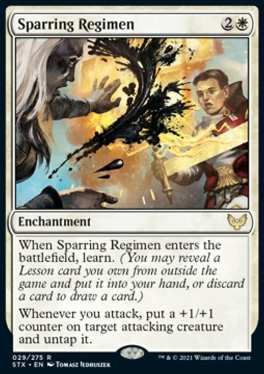 Sparring Regimen 2
Enchantment
When Sparring Regimen enters the
battlefield, learn. (You may reveal a
Lesson card you own from outside
the game and put it into your hand, or discard
a card to draw a card.)
Whenever you attack, put a +1/+1
counter on target attacking creature
and untap it.
029/275 R
STX • EN TOMASZ JEDRUSZEK
™ & © 2021 Wizards of the Coast